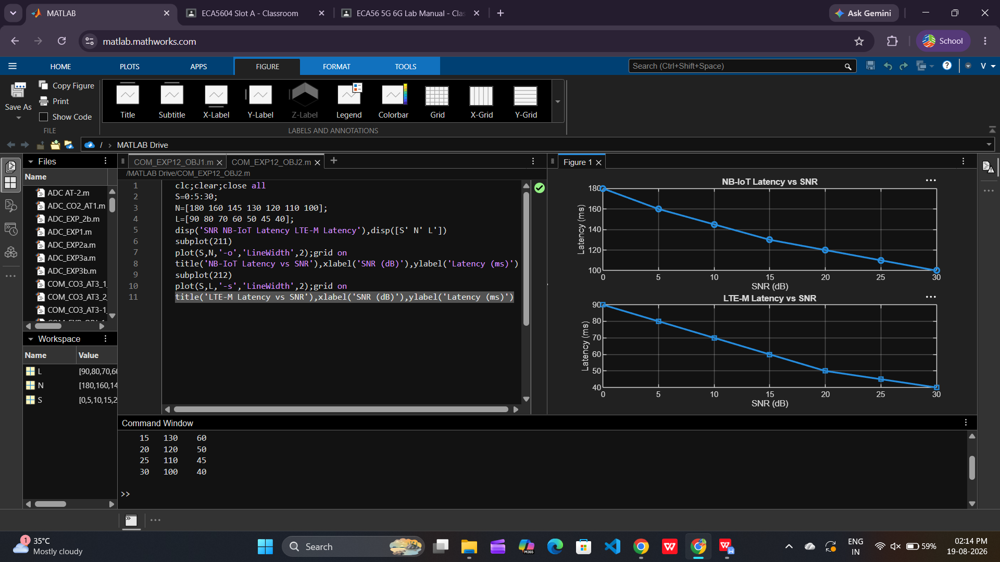 MATLAB
ECA5604 Slot A - Classroom
ECA56 5G 6G Lab Manual - Clas
Ask Gemini
matlab.mathworks.com
School
HOME
PLOTS
APPS
FIGURE
FORMAT
TOOLS
Search (Ctrl+Shift+Space)
V
Save As
Copy Figure
Print
Show Code
FILE
Title
Subtitle
X-Label
Y-Label
Z-Label
Legend
Colorbar
Grid
X-Grid
Y-Grid
LABELS AND ANNOTATIONS
/ › MATLAB Drive
Files
Name
ADC AT-2.m
ADC_CO2_AT1.m
ADC_EXP_2b.m
ADC_EXP1.m
ADC_EXP2a.m
ADC_EXP3a.m
ADC_EXP3b.m
COM_CO3_AT3_1_
COM_CO3_AT3_2_
COM_CO3_AT3-1_
Workspace
Name Value
L [90,80,70,60
N [180,160,14
S [0,5,10,15,2
COM_EXP12_OBJ1.m
COM_EXP12_OBJ2.m
/MATLAB Drive/COM_EXP12_OBJ2.m
1 clc;clear;close all
2 S=0:5:30;
3 N=[180 160 145 130 120 110 100];
4 L=[90 80 70 60 50 45 40];
5 disp('SNR NB-IoT Latency LTE-M Latency'),disp([S' N' L'])
6 subplot(211)
7 plot(S,N,'-o','LineWidth',2);grid on
8 title('NB-IoT Latency vs SNR'),xlabel('SNR (dB)'),ylabel('Latency (ms)')
9 subplot(212)
10 plot(S,L,'-s','LineWidth',2);grid on
11 title('LTE-M Latency vs SNR'),xlabel('SNR (dB)'),ylabel('Latency (ms)')
Figure 1
NB-IoT Latency vs SNR
Latency (ms)
180
160
140
120
100
0 5 10 15 20 25 30
SNR (dB)
LTE-M Latency vs SNR
Latency (ms)
90
80
70
60
50
40
0 5 10 15 20 25 30
SNR (dB)
Command Window
15 130 60
20 120 50
25 110 45
30 100 40
>>
1
35°C
Mostly cloudy
Search
M365
ENG
IN
59%
02:14 PM
19-08-2026